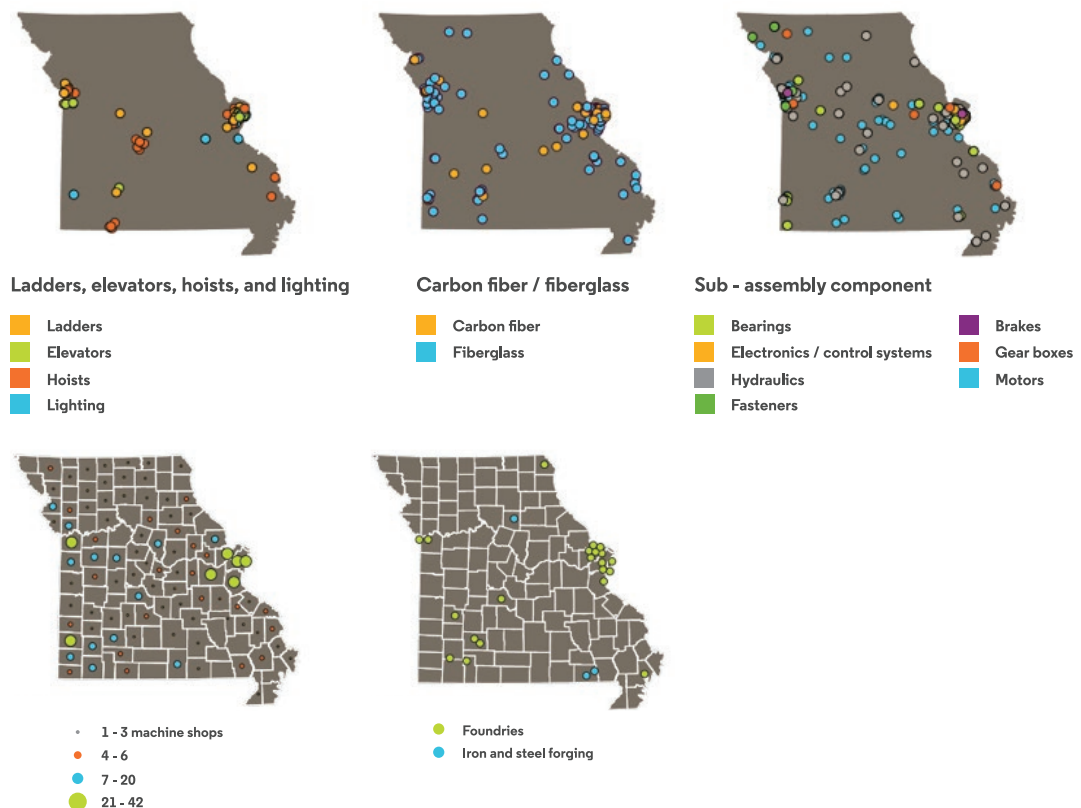 Ladders, elevators, hoists, and lighting
Ladders
Elevators
Hoists
Lighting
Carbon fiber / fiberglass
Carbon fiber
Fiberglass
Sub - assembly component
Bearings
Electronics / control systems
Hydraulics
Fasteners
Brakes
Gear boxes
Motors
1 - 3 machine shops
4 - 6
7 - 20
21 - 42
Foundries
Iron and steel forging